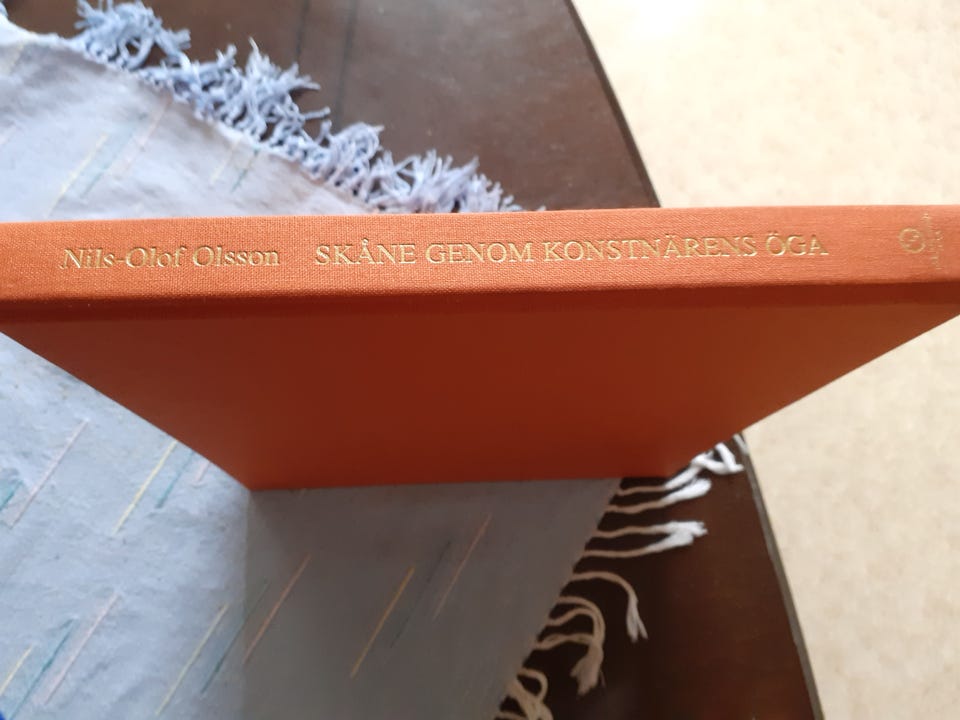 Nils-Olof Olsson SKÅNE GENOM KONSTNÄRENS ÖGA